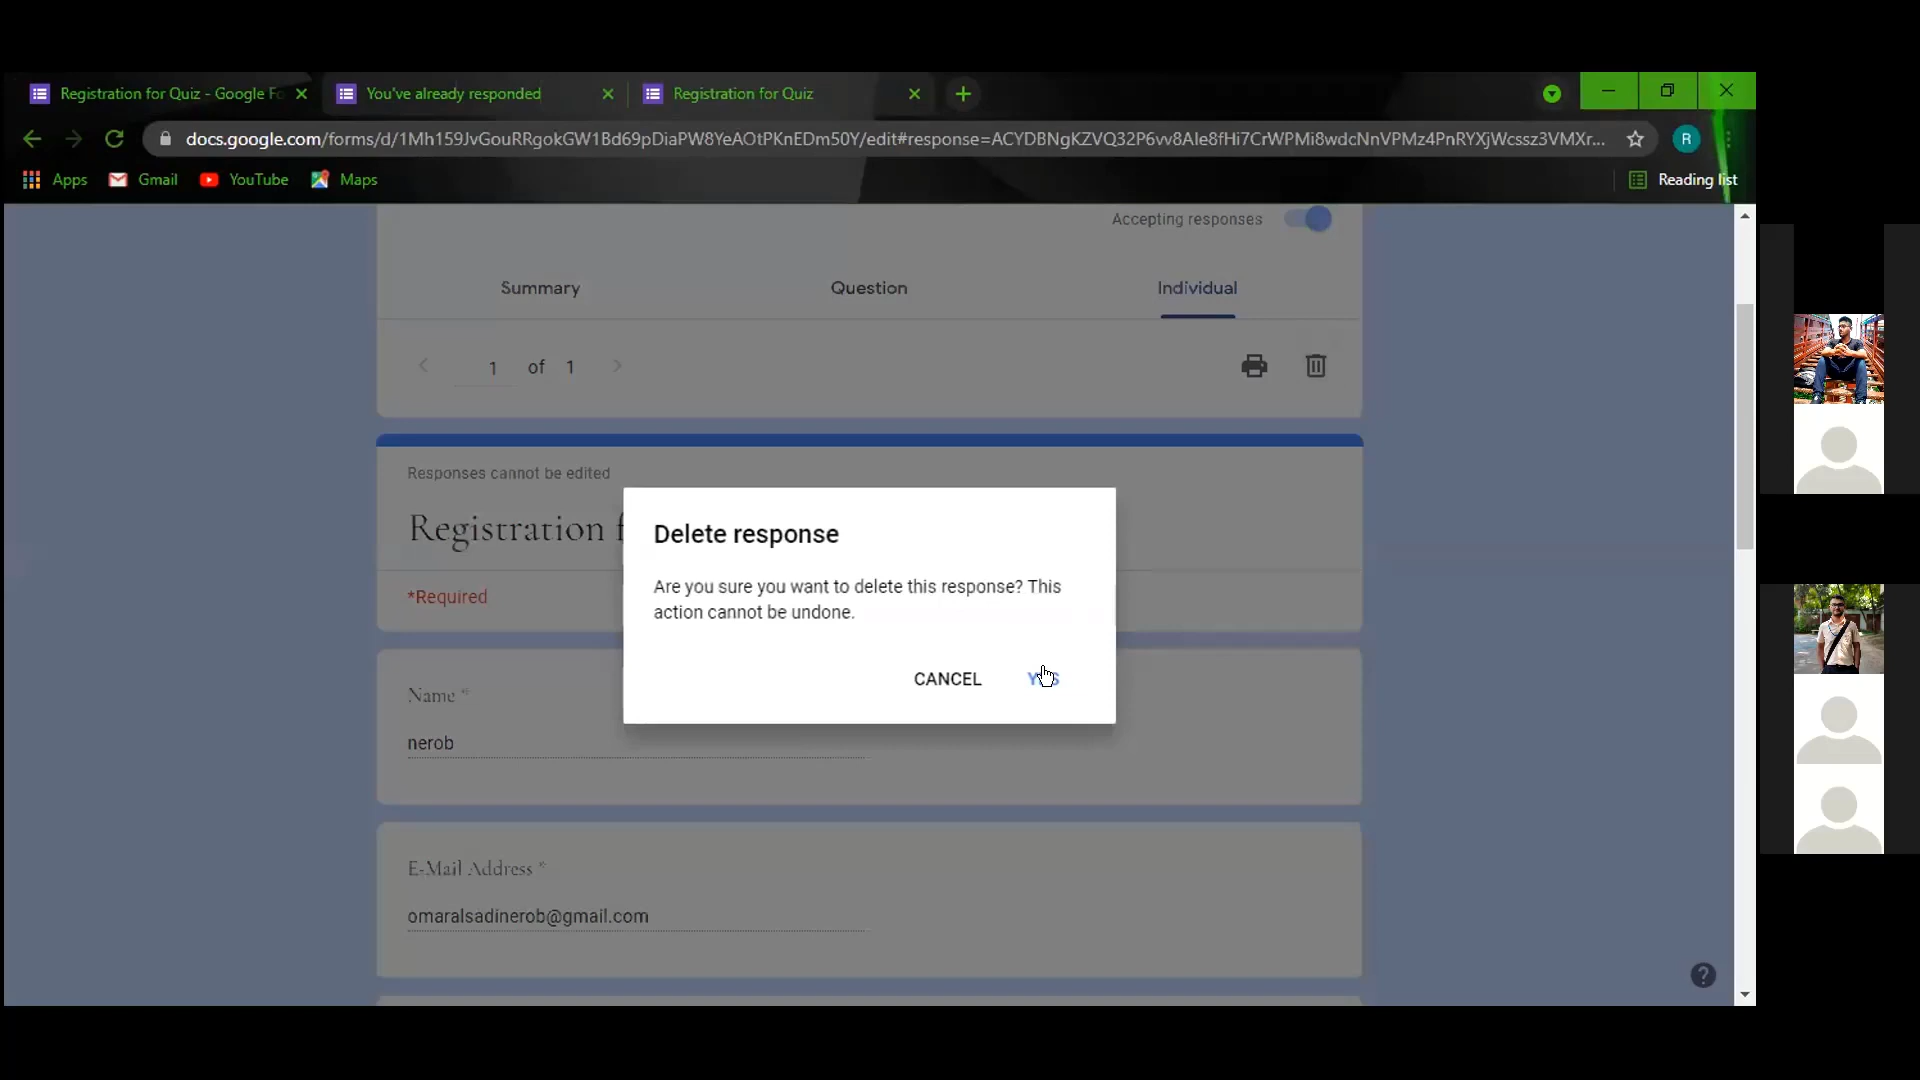 Registration for Quiz - Google Fo
You've already responded
Registration for Quiz
docs.google.com/forms/d/1Mh159JvGouRRgokGW1Bd69pDiaPW8YeAOtPKnEDm50Y/edit#response=ACYDBNgKZVQ32P6vv8Ale8fHi7CrWPMi8wdcNnVPMz4PnRYXjWcssz3VMXr...
R
Apps
Gmail
YouTube
Maps
Reading list
Accepting responses
Summary
Question
Individual
1 of 1
Responses cannot be edited
Registration f
*Required
Delete response
Are you sure you want to delete this response? This
action cannot be undone.
CANCEL
YES
Name *
nerob
E-Mail Address *
omaralsadinerob@gmail.com